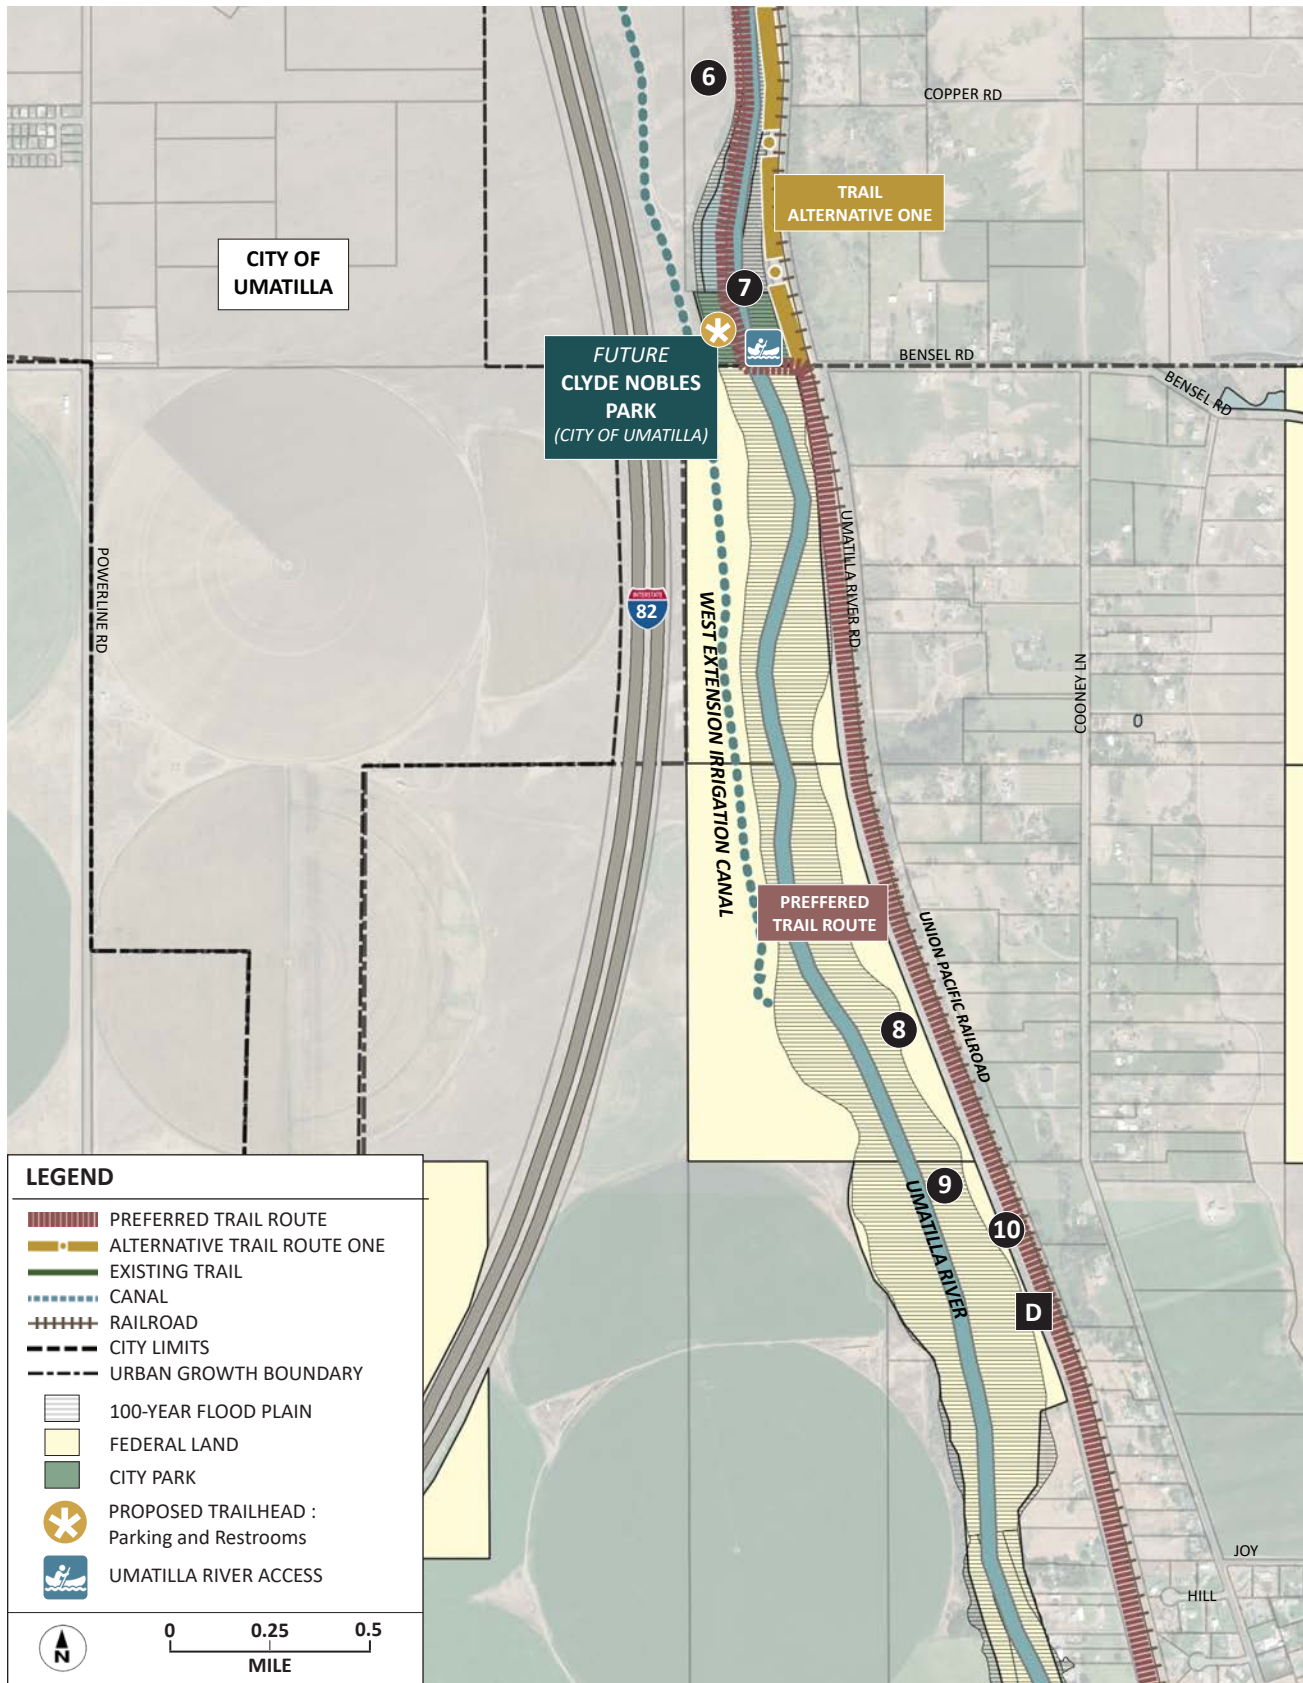 6
COPPER RD
TRAIL
ALTERNATIVE ONE
CITY OF
UMATILLA
7
FUTURE
CLYDE NOBLES
PARK
(CITY OF UMATILLA)
BENSEL RD
BENSEL RD
POWERLINE RD
INTERSTATE
82
WEST EXTENSION IRRIGATION CANAL
UMATILLA RIVER RD
COONEY LN
0
PREFFERED
TRAIL ROUTE
UNION PACIFIC RAILROAD
8
9
UMATILLA RIVER
10
D
JOY
HILL
LEGEND
PREFERRED TRAIL ROUTE
ALTERNATIVE TRAIL ROUTE ONE
EXISTING TRAIL
CANAL
RAILROAD
CITY LIMITS
URBAN GROWTH BOUNDARY
100-YEAR FLOOD PLAIN
FEDERAL LAND
CITY PARK
PROPOSED TRAILHEAD :
Parking and Restrooms
UMATILLA RIVER ACCESS
N
0 0.25 0.5
MILE